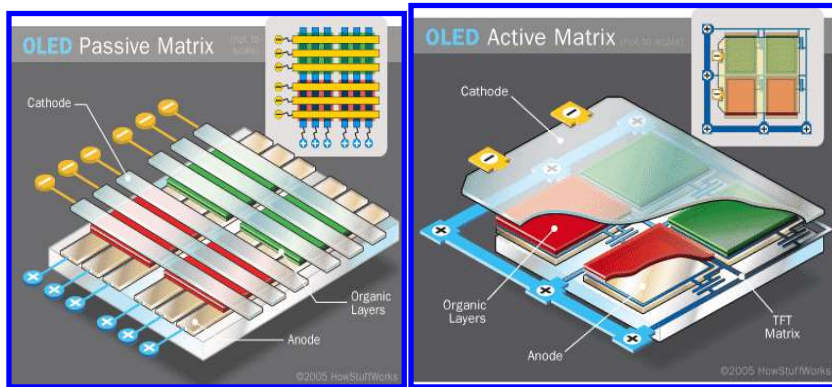 OLED Passive Matrix (not to scale)
Cathode
Organic
Layers
Anode
©2005 HowStuffWorks
OLED Active Matrix (not to scale)
Cathode
Organic
Layers
Anode
TFT
Matrix
©2005 HowStuffWorks